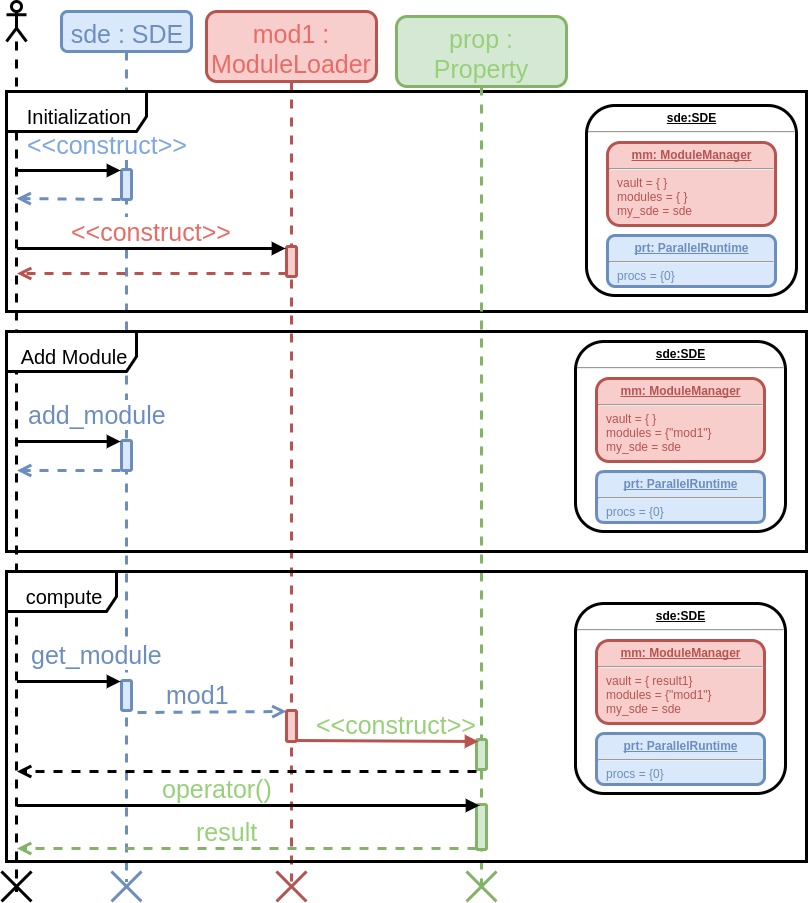 sde : SDE
mod1 :
ModuleLoader
prop :
Property
Initialization
<<construct>>
<<construct>>
sde:SDE
mm: ModuleManager
vault = { }
modules = { }
my_sde = sde
prt: ParallelRuntime
procs = {0}
Add Module
add_module
sde:SDE
mm: ModuleManager
vault = { }
modules = {"mod1"}
my_sde = sde
prt: ParallelRuntime
procs = {0}
compute
get_module
mod1
<<construct>>
operator()
result
sde:SDE
mm: ModuleManager
vault = { result1}
modules = {"mod1"}
my_sde = sde
prt: ParallelRuntime
procs = {0}